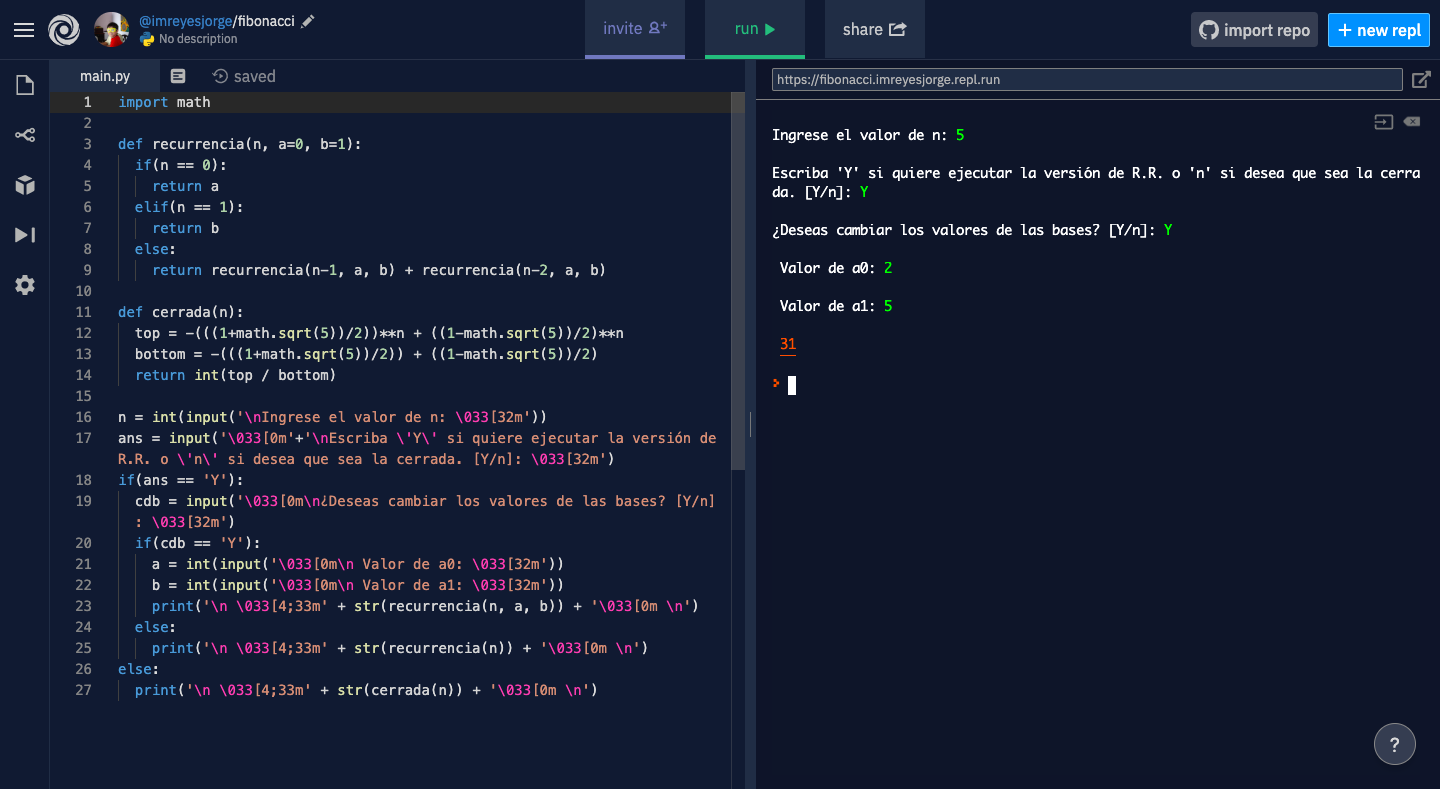 @imreyesjorge/fibonacci
No description
invite
run
share
import repo
+ new repl
main.py
saved
1 import math
2
3 def recurrencia(n, a=0, b=1):
4 if(n == 0):
5 return a
6 elif(n == 1):
7 return b
8 else:
9 return recurrencia(n-1, a, b) + recurrencia(n-2, a, b)
10
11 def cerrada(n):
12 top = -(((1+math.sqrt(5))/2))**n + ((1-math.sqrt(5))/2)**n
13 bottom = -(((1+math.sqrt(5))/2)) + ((1-math.sqrt(5))/2)
14 return int(top / bottom)
15
16 n = int(input('\nIngrese el valor de n: \033[32m'))
17 ans = input('\033[0m'+'\nEscriba \'Y\' si quiere ejecutar la versión de
R.R. o \'n\' si desea que sea la cerrada. [Y/n]: \033[32m')
18 if(ans == 'Y'):
19 cdb = input('\033[0m\n¿Deseas cambiar los valores de las bases? [Y/n]
: \033[32m')
20 if(cdb == 'Y'):
21 a = int(input('\033[0m\n Valor de a0: \033[32m'))
22 b = int(input('\033[0m\n Valor de a1: \033[32m'))
23 print('\n \033[4;33m' + str(recurrencia(n, a, b)) + '\033[0m \n')
24 else:
25 print('\n \033[4;33m' + str(recurrencia(n)) + '\033[0m \n')
26 else:
27 print('\n \033[4;33m' + str(cerrada(n)) + '\033[0m \n')
https://fibonacci.imreyesjorge.repl.run
Ingrese el valor de n: 5
Escriba 'Y' si quiere ejecutar la versión de R.R. o 'n' si desea que sea la cerra
da. [Y/n]: Y
¿Deseas cambiar los valores de las bases? [Y/n]: Y
Valor de a0: 2
Valor de a1: 5
31
?